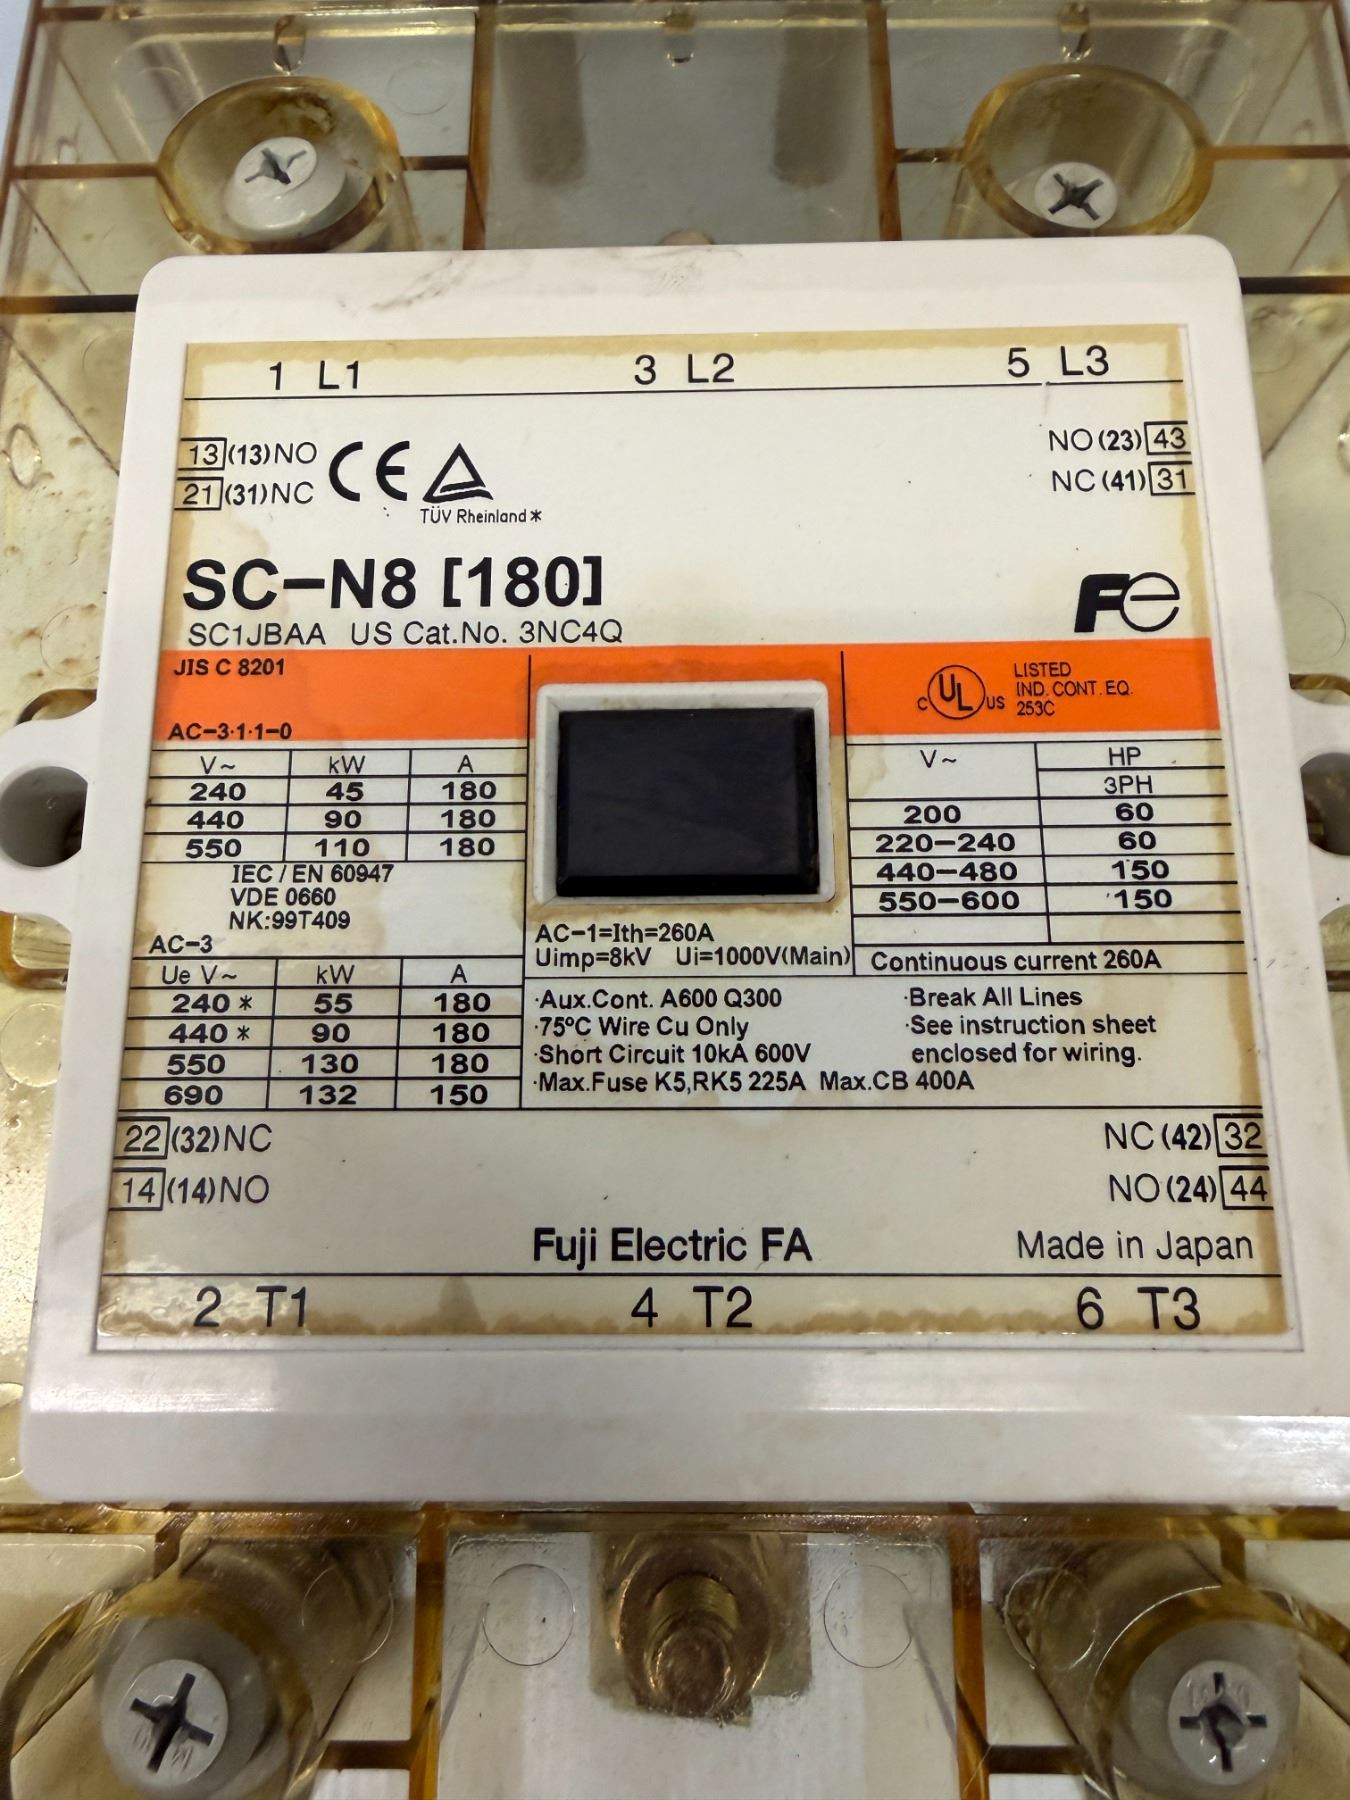 1 L1 3 L2 5 L3
13 (13) NO CE NO (23) 43
21 (31) NC NC (41) 31
TÜV Rheinland *
SC-N8 [180] Fe
SC1JBAA US Cat.No. 3NC4Q
JIS C 8201
AC-3·1·1-0
V~ kW A
240 45 180
440 90 180
550 110 180
IEC / EN 60947
VDE 0660
NK:99T409
AC-3
Ue V~ kW A
240 * 55 180
440 * 90 180
550 130 180
690 132 150
AC-1=Ith=260A
Uimp=8kV Ui=1000V(Main)
C UL US LISTED
IND. CONT. EQ.
253C
V~ HP
3PH
200 60
220-240 60
440-480 150
550-600 150
Continuous current 260A
·Aux.Cont. A600 Q300
·75°C Wire Cu Only
·Short Circuit 10kA 600V
·Max.Fuse K5,RK5 225A Max.CB 400A
·Break All Lines
·See instruction sheet
enclosed for wiring.
22 (32) NC NC (42) 32
14 (14) NO NO (24) 44
Fuji Electric FA Made in Japan
2 T1 4 T2 6 T3